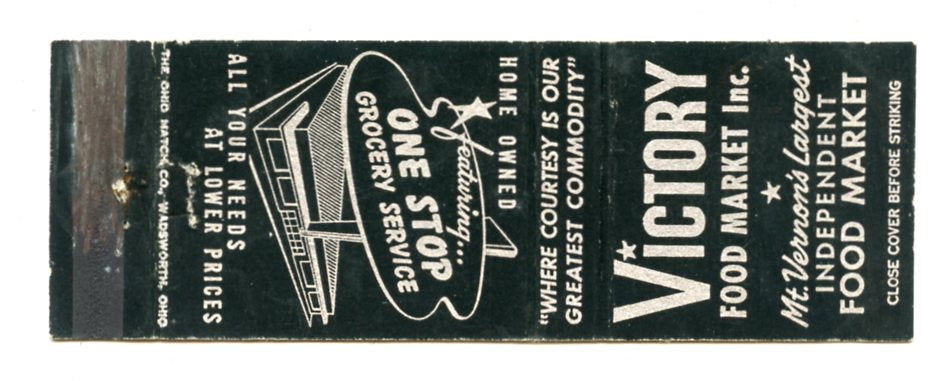 CLOSE COVER BEFORE STRIKING
Mt. Vernon's Largest
INDEPENDENT
FOOD MARKET
VICTORY
FOOD MARKET Inc.
"WHERE COURTESY IS OUR
GREATEST COMMODITY"
HOME OWNED
Featuring...
ONE STOP
GROCERY SERVICE
ALL YOUR NEEDS
AT LOWER PRICES
THE OHIO MATCH CO., WADSWORTH, OHIO